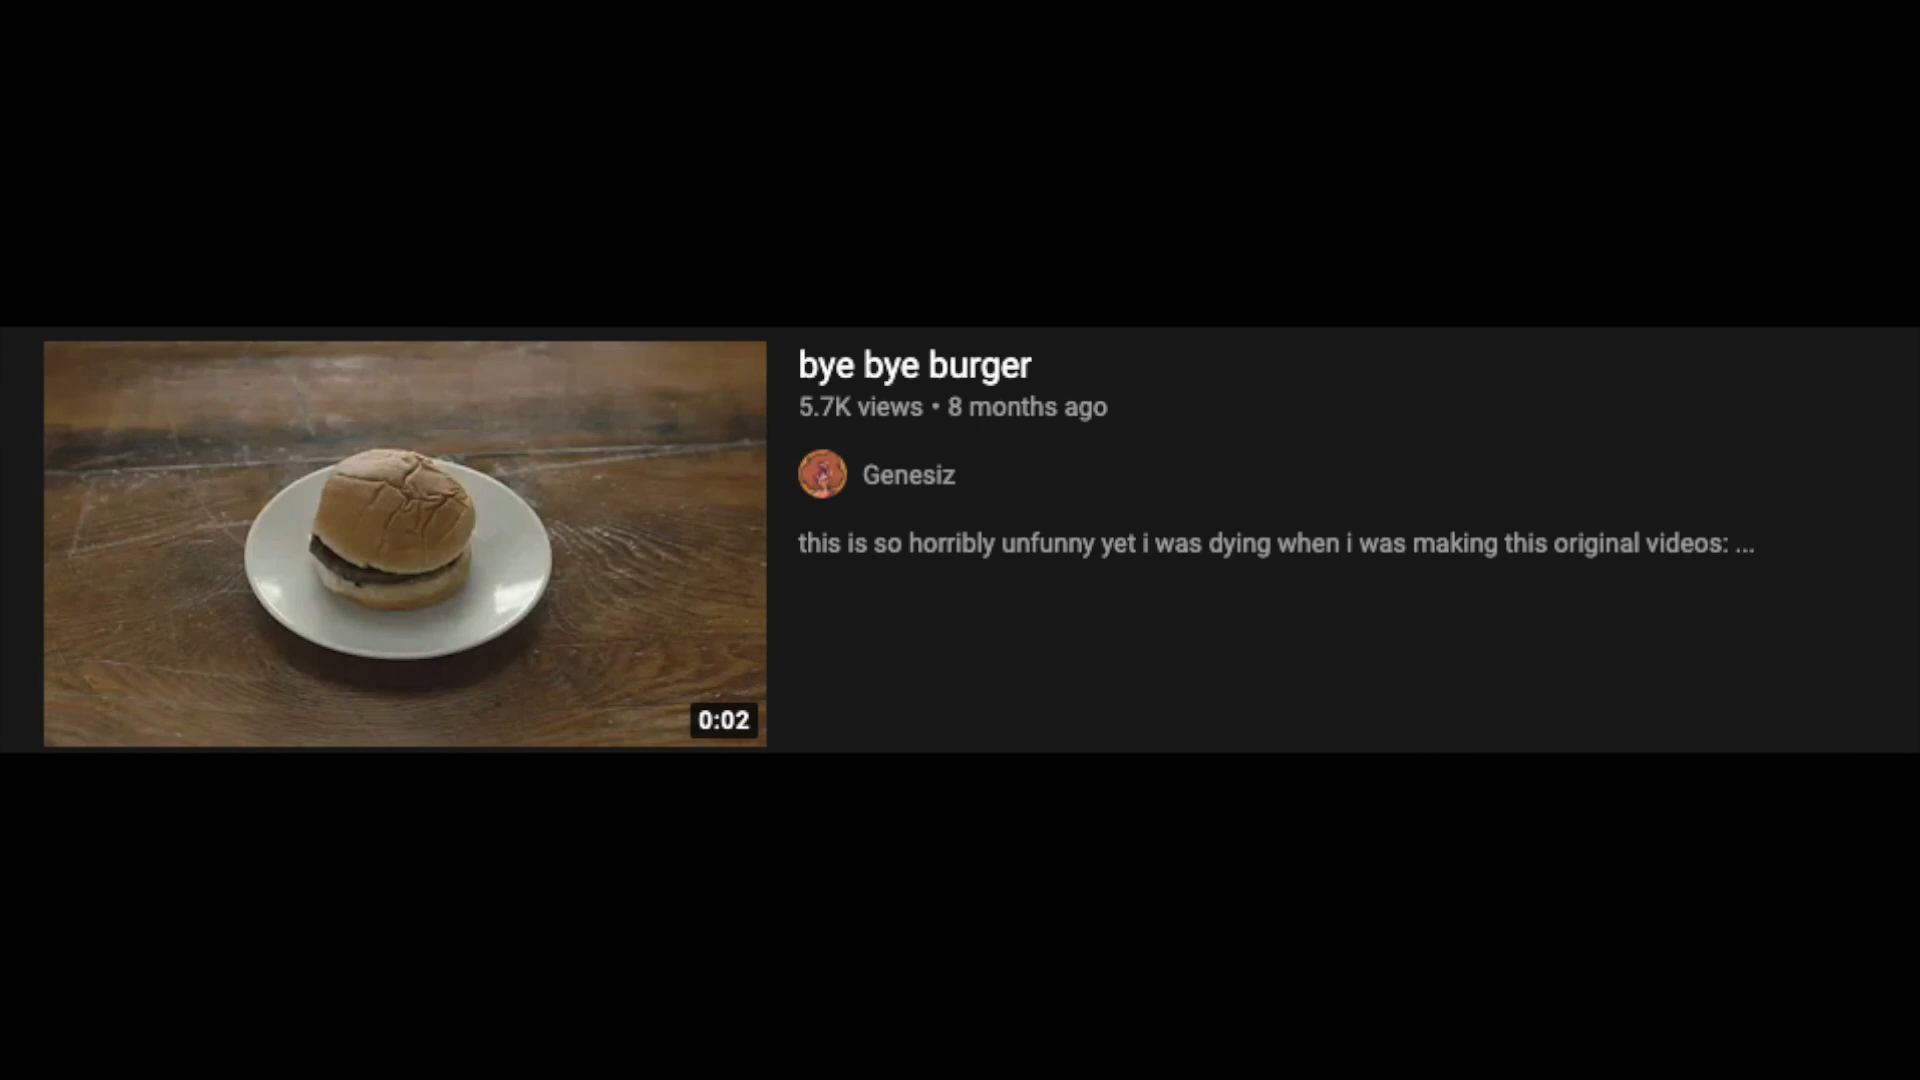 bye bye burger
5.7K views • 8 months ago
Genesiz
this is so horribly unfunny yet i was dying when i was making this original videos: ...
0:02